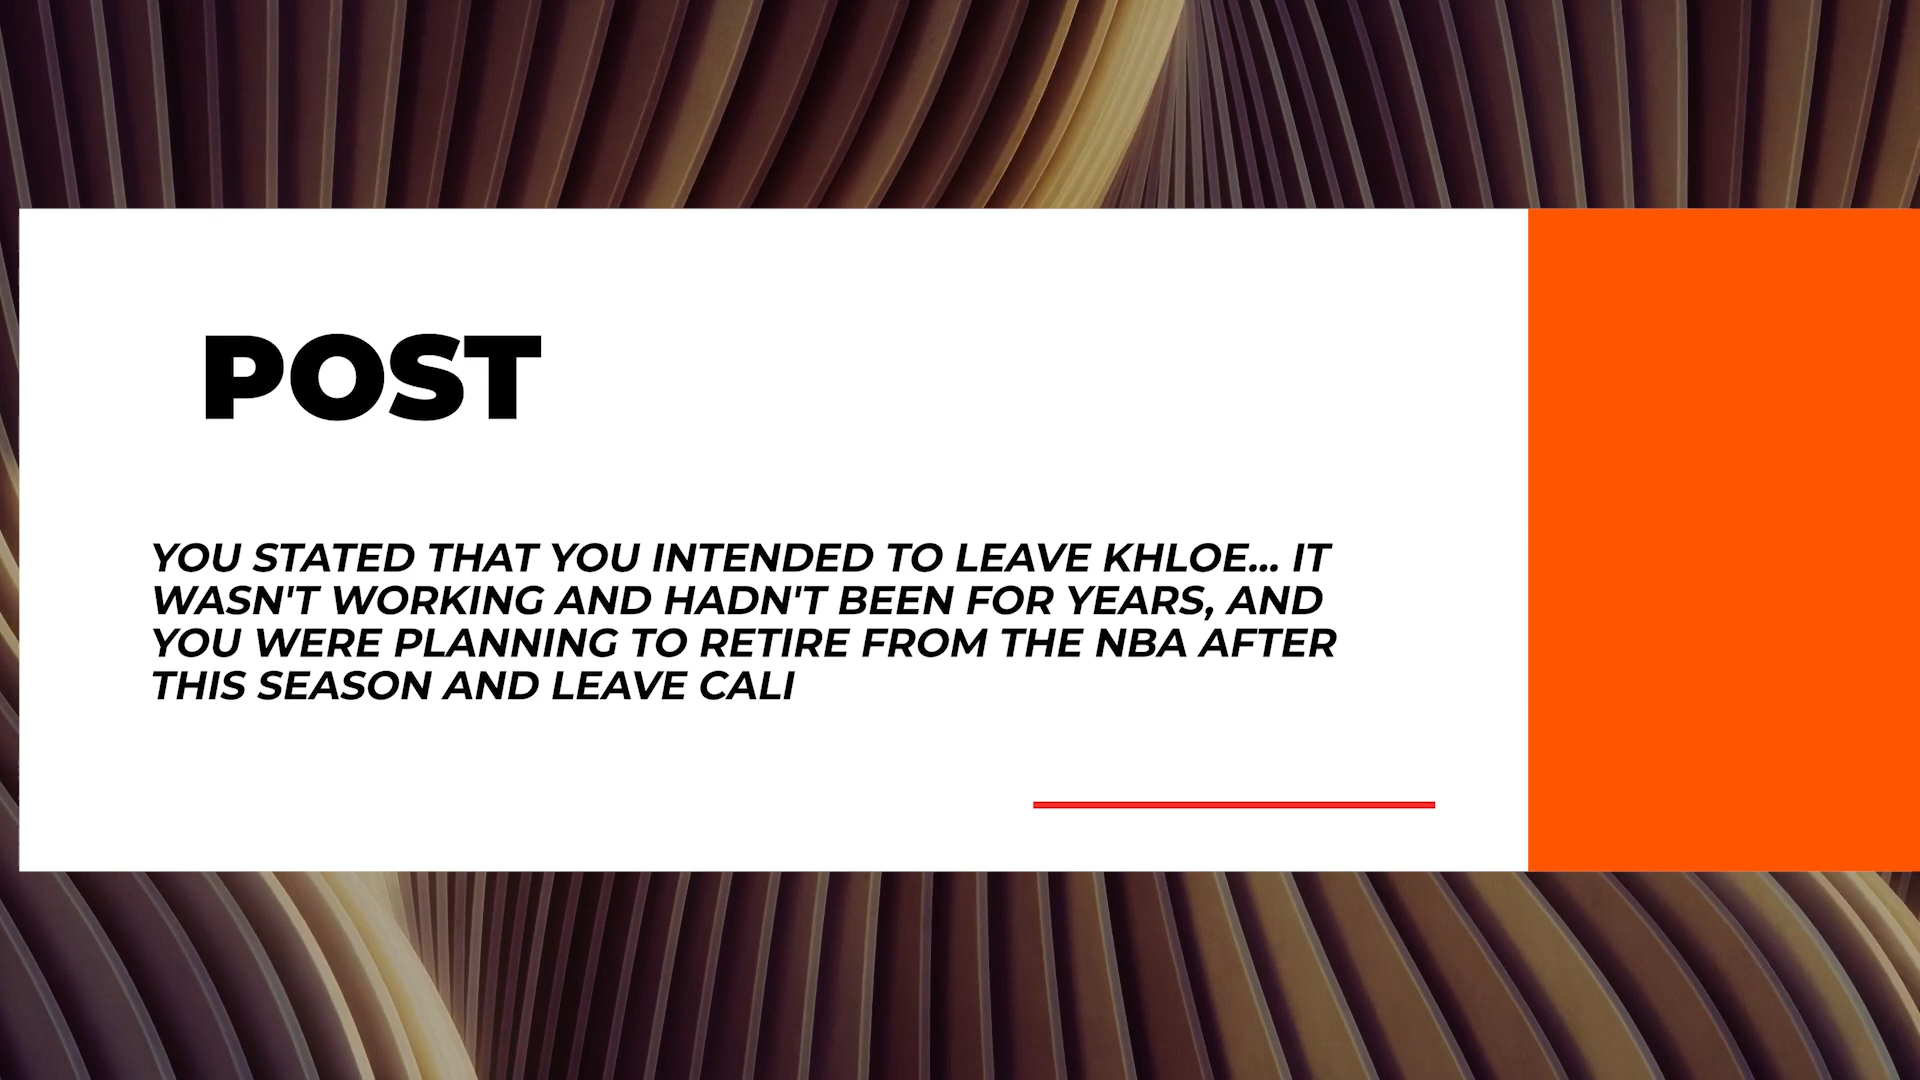 POST
YOU STATED THAT YOU INTENDED TO LEAVE KHLOE... IT
WASN'T WORKING AND HADN'T BEEN FOR YEARS, AND
YOU WERE PLANNING TO RETIRE FROM THE NBA AFTER
THIS SEASON AND LEAVE CALI